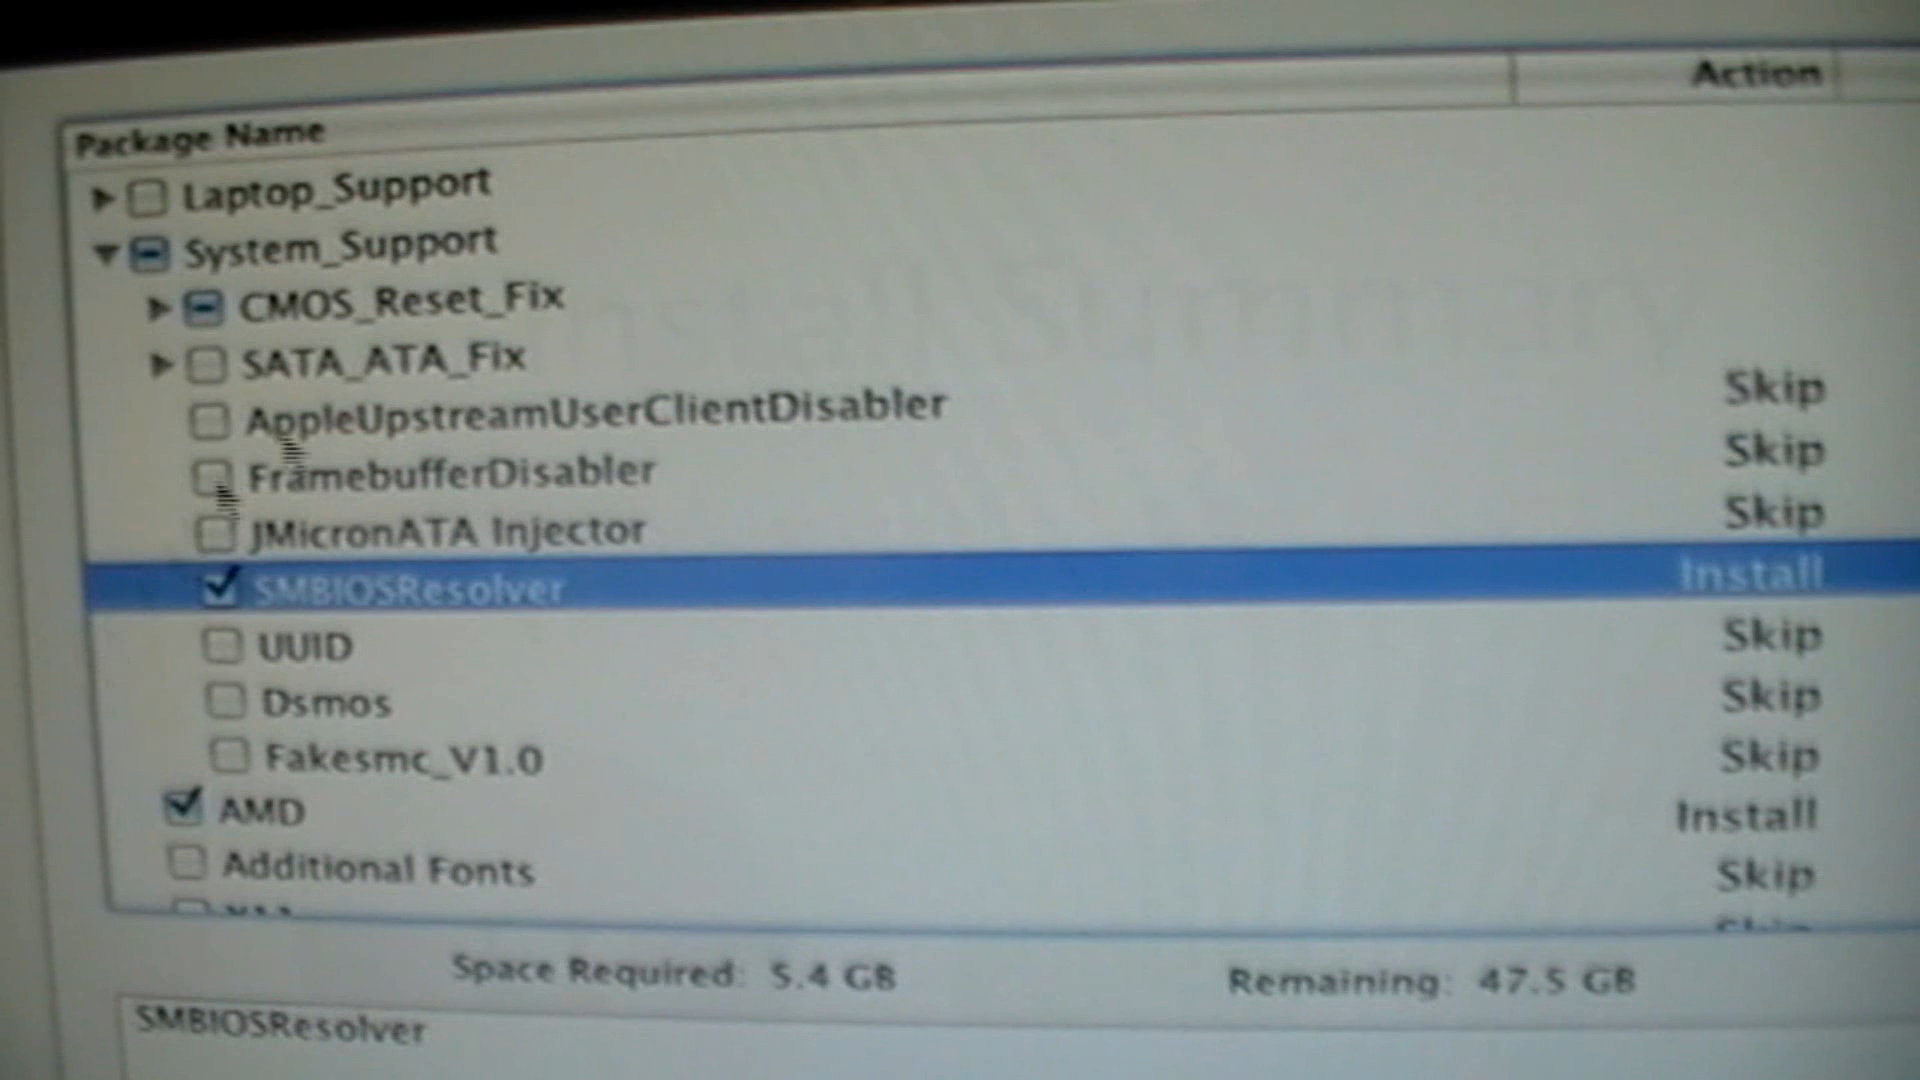 Package Name Action
Laptop_Support
System_Support
CMOS_Reset_Fix
SATA_ATA_Fix
AppleUpstreamUserClientDisabler Skip
FramebufferDisabler Skip
JMicronATA Injector Skip
SMBIOSResolver Install
UUID Skip
Dsmos Skip
Fakesmc_V1.0 Skip
AMD Install
Additional Fonts Skip
Space Required: 5.4 GB Remaining: 47.5 GB
SMBIOSResolver